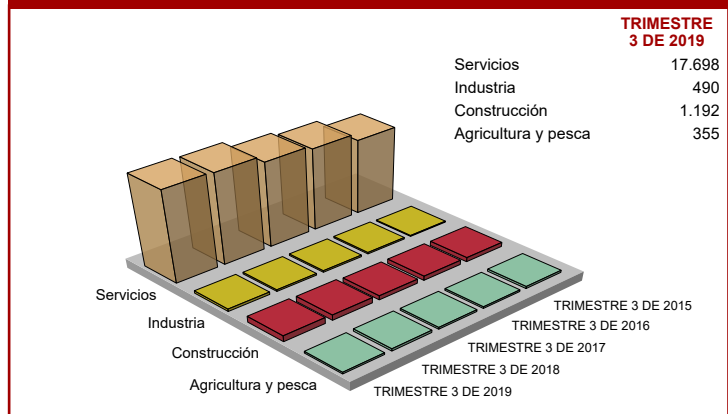 TRIMESTRE
3 DE 2019
Servicios 17.698
Industria 490
Construcción 1.192
Agricultura y pesca 355
Servicios
Industria
Construcción
Agricultura y pesca
TRIMESTRE 3 DE 2015
TRIMESTRE 3 DE 2016
TRIMESTRE 3 DE 2017
TRIMESTRE 3 DE 2018
TRIMESTRE 3 DE 2019